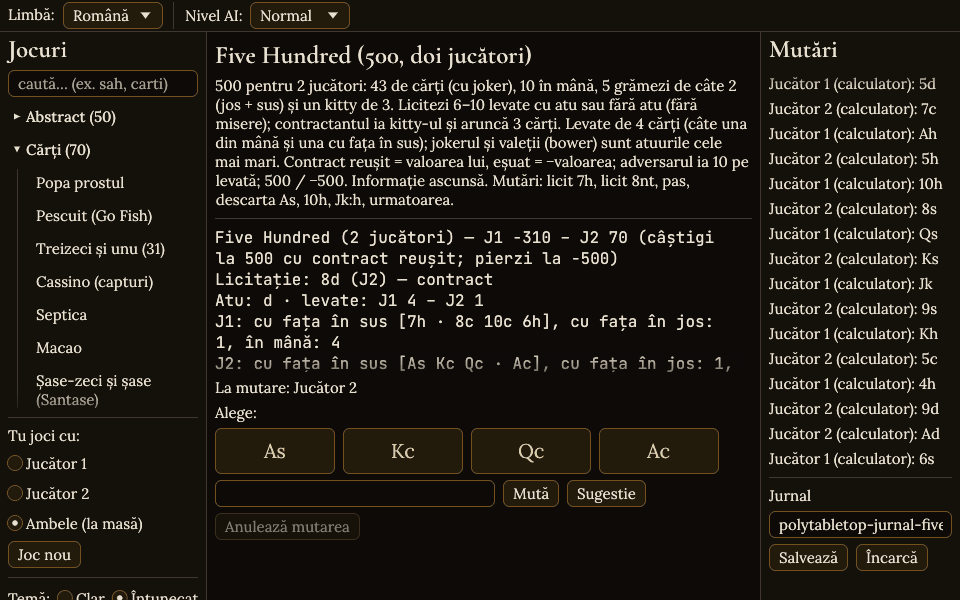 Limbă: Română ▼ Nivel AI: Normal ▼
Jocuri
caută... (ex. sah, carti)
▸ Abstract (50)
▾ Cărți (70)
Popa prostul
Pescuit (Go Fish)
Treizeci și unu (31)
Cassino (capturi)
Septica
Macao
Șase-zeci și șase
(Santase)
Tu joci cu:
Jucător 1
Jucător 2
Ambele (la masă)
Joc nou
Temă: Clar Întunecat
Five Hundred (500, doi jucători)
500 pentru 2 jucători: 43 de cărți (cu joker), 10 în mână, 5 grămezi de câte 2
(jos + sus) și un kitty de 3. Licitezi 6–10 levate cu atu sau fără atu (fără
misere); contractantul ia kitty-ul și aruncă 3 cărți. Levate de 4 cărți (câte una
din mână și una cu fața în sus); jokerul și valeții (bower) sunt atuurile cele
mai mari. Contract reușit = valoarea lui, eșuat = −valoarea; adversarul ia 10 pe
levată; 500 / −500. Informație ascunsă. Mutări: licit 7h, licit 8nt, pas,
descarta As, 10h, Jk:h, urmatoarea.
Five Hundred (2 jucători) — J1 -310 – J2 70 (câștigi
la 500 cu contract reușit; pierzi la -500)
Licitație: 8d (J2) — contract
Atu: d · levate: J1 4 – J2 1
J1: cu fața în sus [7h · 8c 10c 6h], cu fața în jos:
1, în mână: 4
J2: cu fața în sus [As Kc Qc · Ac], cu fața în jos: 1,
La mutare: Jucător 2
Alege:
As Kc Qc Ac
Mută Sugestie
Anulează mutarea
Mutări
Jucător 1 (calculator): 5d
Jucător 2 (calculator): 7c
Jucător 1 (calculator): Ah
Jucător 2 (calculator): 5h
Jucător 1 (calculator): 10h
Jucător 2 (calculator): 8s
Jucător 1 (calculator): Qs
Jucător 2 (calculator): Ks
Jucător 1 (calculator): Jk
Jucător 2 (calculator): 9s
Jucător 1 (calculator): Kh
Jucător 2 (calculator): 5c
Jucător 1 (calculator): 4h
Jucător 2 (calculator): 9d
Jucător 2 (calculator): Ad
Jucător 1 (calculator): 6s
Jurnal
polytabletop-jurnal-five
Salvează Încarcă